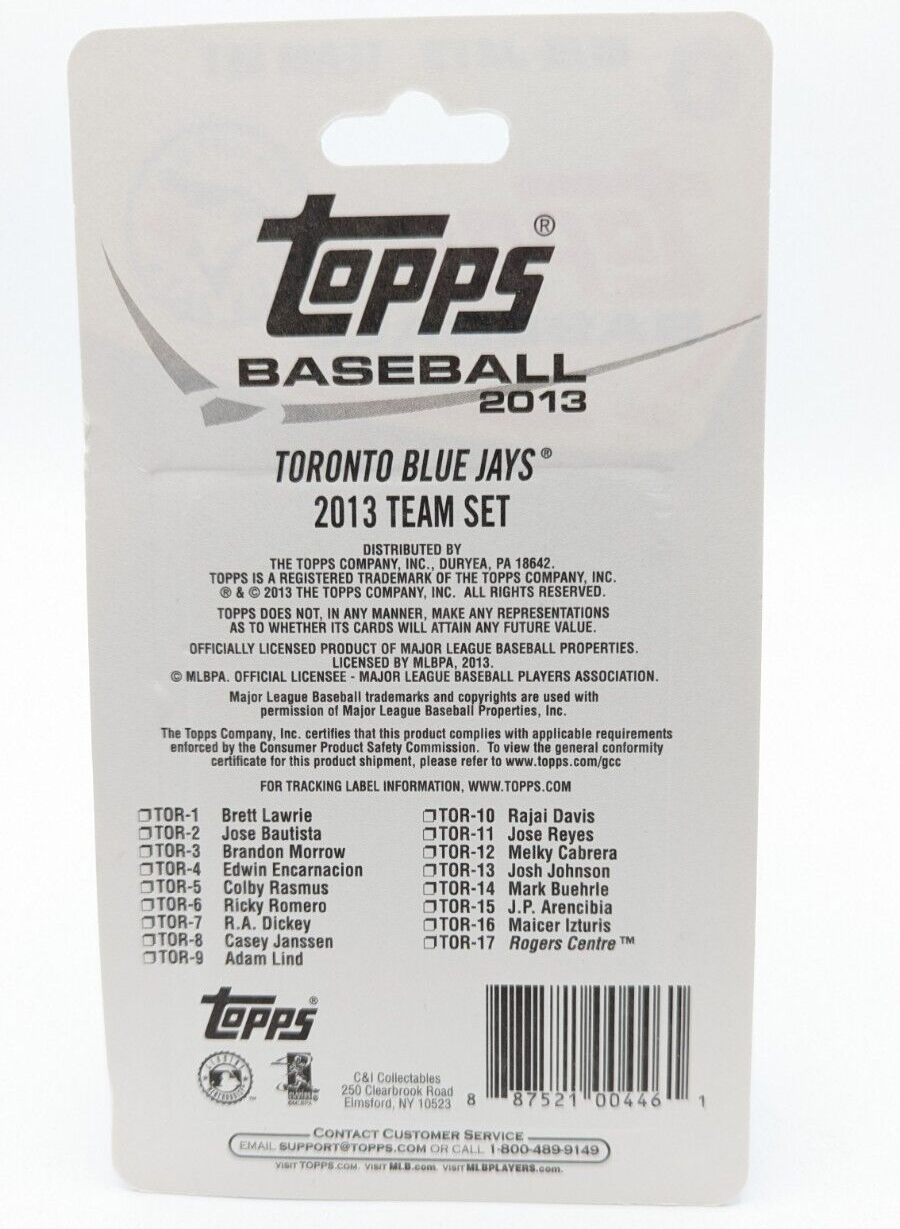 TOPPS®
BASEBALL
2013
TORONTO BLUE JAYS®
2013 TEAM SET
DISTRIBUTED BY
THE TOPPS COMPANY, INC., DURYEA, PA 18642.
TOPPS IS A REGISTERED TRADEMARK OF THE TOPPS COMPANY, INC.
® & © 2013 THE TOPPS COMPANY, INC. ALL RIGHTS RESERVED.
TOPPS DOES NOT, IN ANY MANNER, MAKE ANY REPRESENTATIONS
AS TO WHETHER ITS CARDS WILL ATTAIN ANY FUTURE VALUE.
OFFICIALLY LICENSED PRODUCT OF MAJOR LEAGUE BASEBALL PROPERTIES.
LICENSED BY MLBPA, 2013.
© MLBPA. OFFICIAL LICENSEE - MAJOR LEAGUE BASEBALL PLAYERS ASSOCIATION.
Major League Baseball trademarks and copyrights are used with
permission of Major League Baseball Properties, Inc.
The Topps Company, Inc. certifies that this product complies with applicable requirements
enforced by the Consumer Product Safety Commission. To view the general conformity
certificate for this product shipment, please refer to www.topps.com/gcc
FOR TRACKING LABEL INFORMATION, WWW.TOPPS.COM
TOR-1 Brett Lawrie
TOR-2 Jose Bautista
TOR-3 Brandon Morrow
TOR-4 Edwin Encarnacion
TOR-5 Colby Rasmus
TOR-6 Ricky Romero
TOR-7 R.A. Dickey
TOR-8 Casey Janssen
TOR-9 Adam Lind
TOR-10 Rajai Davis
TOR-11 Jose Reyes
TOR-12 Melky Cabrera
TOR-13 Josh Johnson
TOR-14 Mark Buehrle
TOR-15 J.P. Arencibia
TOR-16 Maicer Izturis
TOR-17 Rogers Centre™
TOPPS®
C&I Collectables
250 Clearbrook Road
Elmsford, NY 10523
8 87521 00446 1
CONTACT CUSTOMER SERVICE
EMAIL SUPPORT@TOPPS.COM OR CALL 1-800-489-9149
VISIT TOPPS.COM. VISIT MLB.com. VISIT MLBPLAYERS.com.